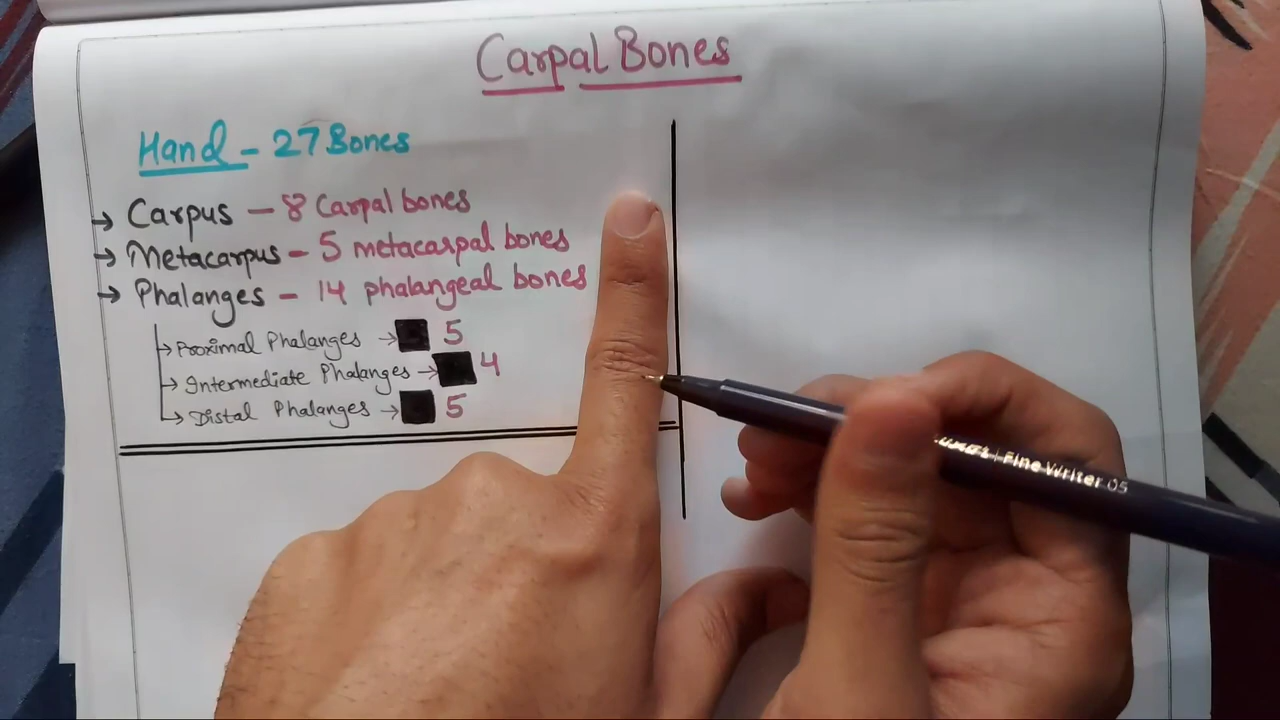 Carpal Bones
Hand - 27 Bones
→ Carpus - 8 Carpal bones
→ Metacarpus - 5 metacarpal bones
→ Phalanges - 14 phalangeal bones
→ Proximal Phalanges → 5
→ Intermediate Phalanges → 4
→ Distal Phalanges → 5
Fine Writer 05